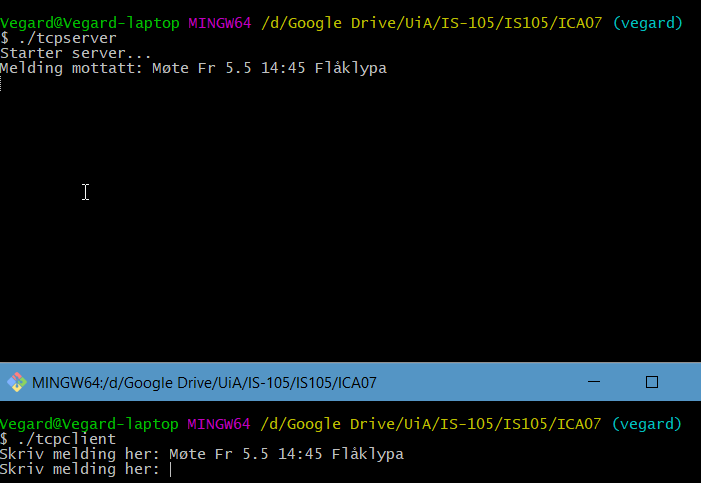 Vegard@Vegard-laptop MINGW64 /d/Google Drive/UiA/IS-105/IS105/ICA07 (vegard)
$ ./tcpserver
Starter server...
Melding mottatt: Møte Fr 5.5 14:45 Flåklypa
MINGW64:/d/Google Drive/UiA/IS-105/IS105/ICA07
Vegard@Vegard-laptop MINGW64 /d/Google Drive/UiA/IS-105/IS105/ICA07 (vegard)
$ ./tcpclient
Skriv melding her: Møte Fr 5.5 14:45 Flåklypa
Skriv melding her: